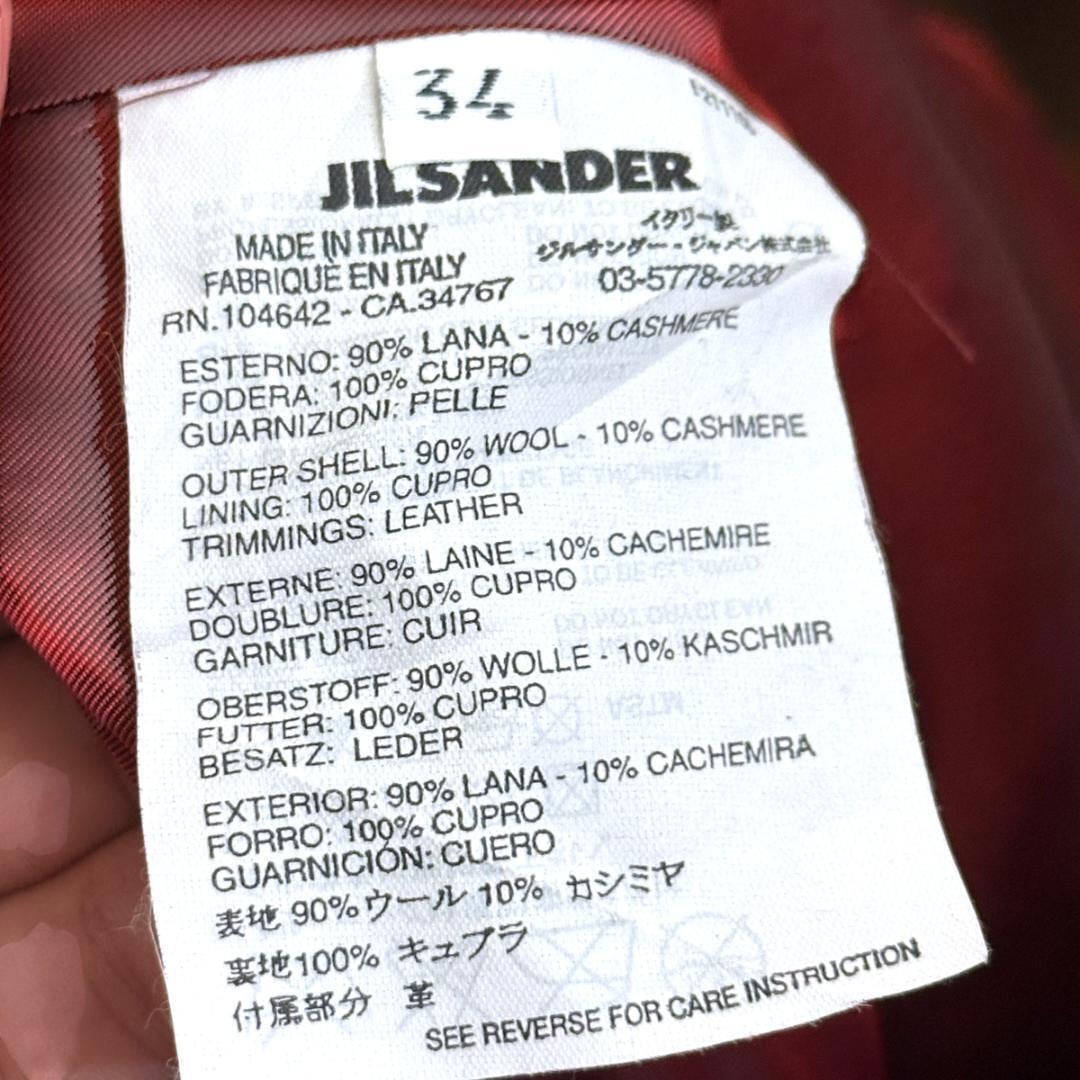 34
JIL SANDER
MADE IN ITALY
FABRIQUÉ EN ITALY
RN.104642 - CA.34767
イタリー製
ジルサンダー・ジャパン株式会社
03-5778-2330
ESTERNO: 90% LANA - 10% CASHMERE
FODERA: 100% CUPRO
GUARNIZIONI: PELLE
OUTER SHELL: 90% WOOL - 10% CASHMERE
LINING: 100% CUPRO
TRIMMINGS: LEATHER
EXTERNE: 90% LAINE - 10% CACHEMIRE
DOUBLURE: 100% CUPRO
GARNITURE: CUIR
OBERSTOFF: 90% WOLLE - 10% KASCHMIR
FUTTER: 100% CUPRO
BESATZ: LEDER
EXTERIOR: 90% LANA - 10% CACHEMIRA
FORRO: 100% CUPRO
GUARNICIÓN: CUERO
表地 90% ウール 10% カシミヤ
裏地100% キュプラ
付属部分 革
SEE REVERSE FOR CARE INSTRUCTION